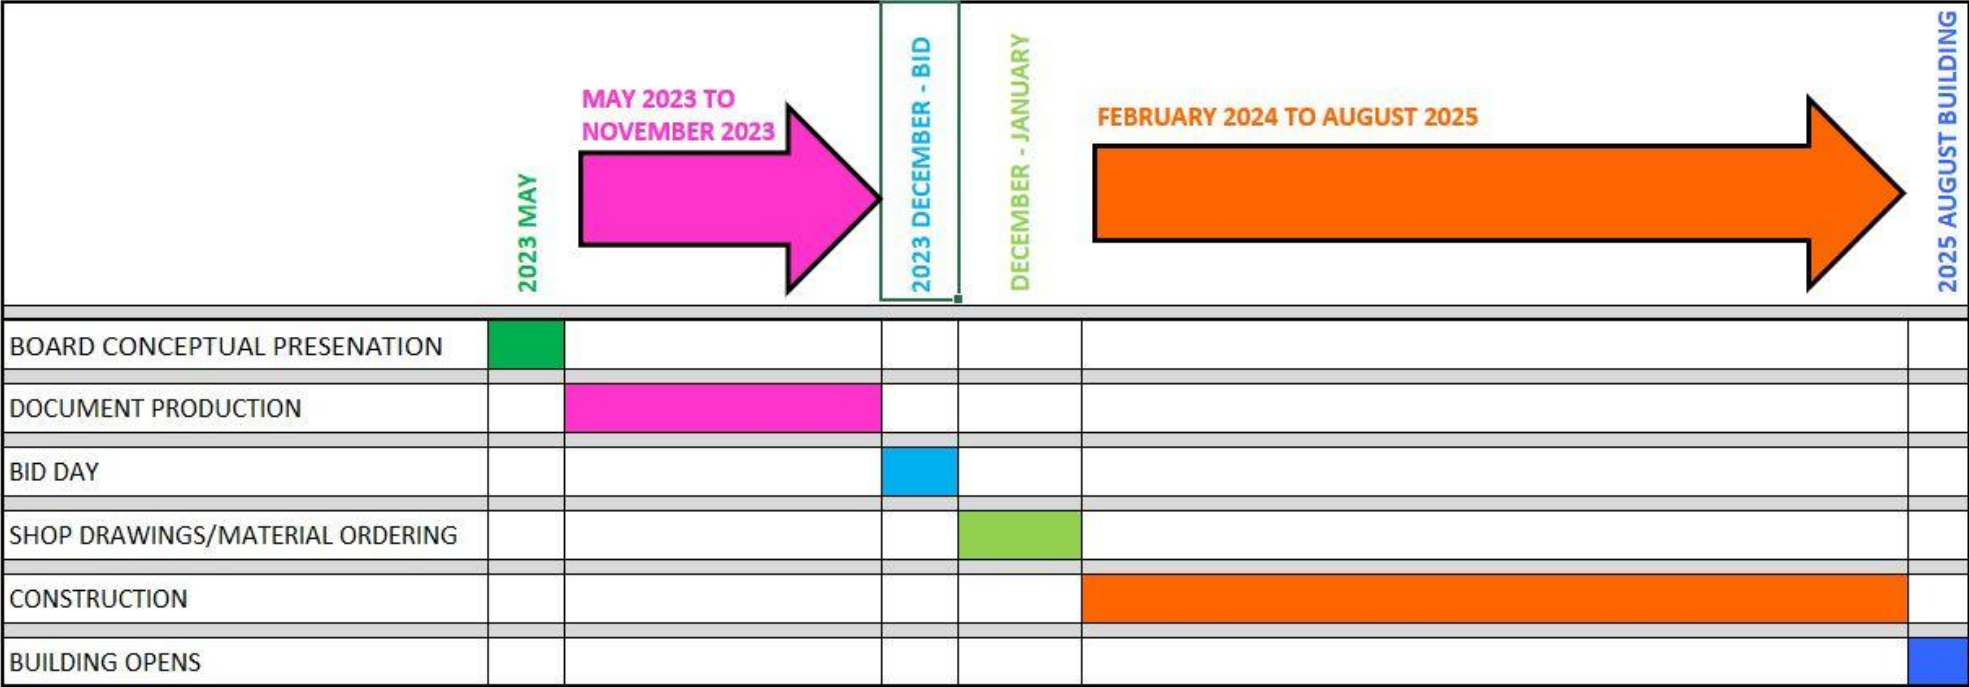 2023 MAY
MAY 2023 TO
NOVEMBER 2023
2023 DECEMBER - BID
DECEMBER - JANUARY
FEBRUARY 2024 TO AUGUST 2025
2025 AUGUST BUILDING
BOARD CONCEPTUAL PRESENATION
DOCUMENT PRODUCTION
BID DAY
SHOP DRAWINGS/MATERIAL ORDERING
CONSTRUCTION
BUILDING OPENS